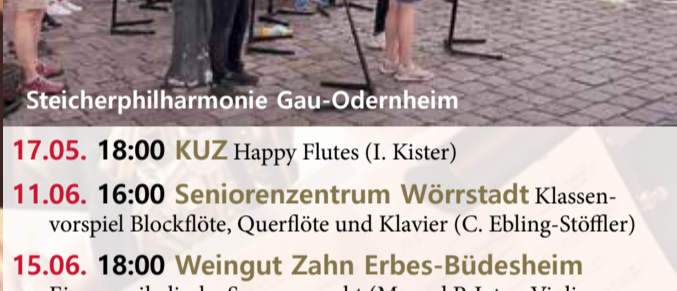 Steicherphilharmonie Gau-Odernheim
17.05. 18:00 KUZ Happy Flutes (I. Kister)
11.06. 16:00 Seniorenzentrum Wörrstadt Klassen-
vorspiel Blockflöte, Querflöte und Klavier (C. Ebling-Stöffler)
15.06. 18:00 Weingut Zahn Erbes-Büdesheim